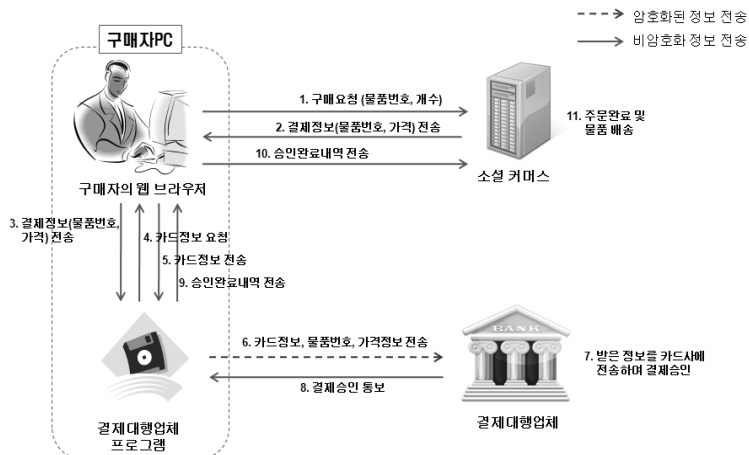 암호화된 정보 전송
비암호화 정보 전송
구매자PC
1. 구매요청 (물품번호, 개수)
2. 결제정보(물품번호, 가격) 전송
10. 승인완료내역 전송
11. 주문완료 및
물품 배송
구매자의 웹 브라우저
소셜 커머스
3. 결제정보(물품번호,
가격) 전송
4. 카드정보 요청
5. 카드정보 전송
9. 승인완료내역 전송
BANK
6. 카드정보, 물품번호, 가격정보 전송
7. 받은 정보를 카드사에
전송하여 결제승인
8. 결제승인 통보
결제대행업체
프로그램
결제대행업체